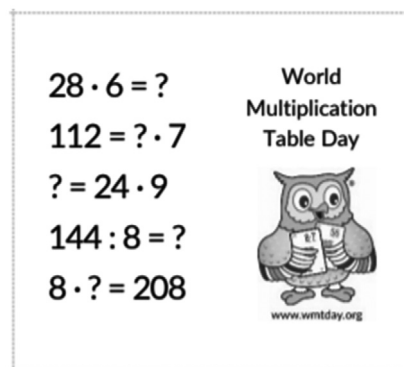 28 · 6 = ?
112 = ? · 7
? = 24 · 9
144 : 8 = ?
8 · ? = 208
World
Multiplication
Table Day
www.wmtday.org